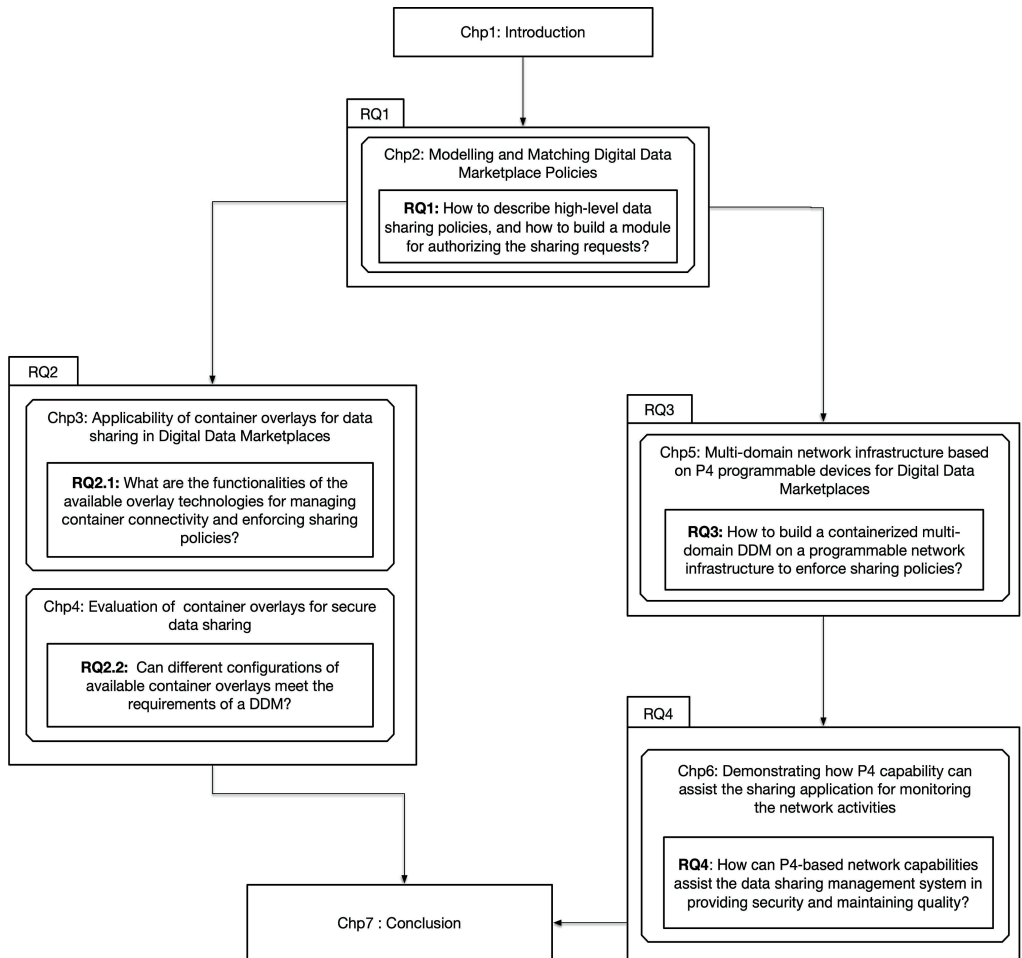 Chp1: Introduction
RQ1
Chp2: Modelling and Matching Digital Data
Marketplace Policies
RQ1: How to describe high-level data
sharing policies, and how to build a module
for authorizing the sharing requests?
RQ2
Chp3: Applicability of container overlays for data
sharing in Digital Data Marketplaces
RQ2.1: What are the functionalities of the
available overlay technologies for managing
container connectivity and enforcing sharing
policies?
Chp4: Evaluation of container overlays for secure
data sharing
RQ2.2: Can different configurations of
available container overlays meet the
requirements of a DDM?
RQ3
Chp5: Multi-domain network infrastructure based
on P4 programmable devices for Digital Data
Marketplaces
RQ3: How to build a containerized multi-
domain DDM on a programmable network
infrastructure to enforce sharing policies?
RQ4
Chp6: Demonstrating how P4 capability can
assist the sharing application for monitoring
the network activities
RQ4: How can P4-based network capabilities
assist the data sharing management system in
providing security and maintaining quality?
Chp7 : Conclusion